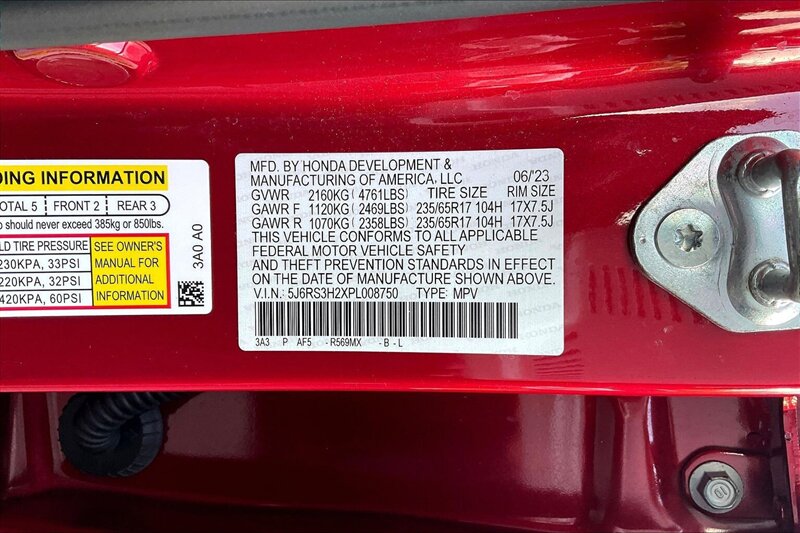 DING INFORMATION
OTAL 5 FRONT 2 REAR 3
o should never exceed 385kg or 850lbs.
LD TIRE PRESSURE
230KPA, 33PSI
220KPA, 32PSI
420KPA, 60PSI
SEE OWNER'S
MANUAL FOR
ADDITIONAL
INFORMATION
3A0 A0
MFD. BY HONDA DEVELOPMENT &
MANUFACTURING OF AMERICA, LLC 06/'23
GVWR 2160KG ( 4761LBS) TIRE SIZE RIM SIZE
GAWR F 1120KG ( 2469LBS) 235/65R17 104H 17X7.5J
GAWR R 1070KG ( 2358LBS) 235/65R17 104H 17X7.5J
THIS VEHICLE CONFORMS TO ALL APPLICABLE
FEDERAL MOTOR VEHICLE SAFETY
AND THEFT PREVENTION STANDARDS IN EFFECT
ON THE DATE OF MANUFACTURE SHOWN ABOVE.
V.I.N.: 5J6RS3H2XPL008750 TYPE: MPV
3A3 P AF5 - R569MX - B - L